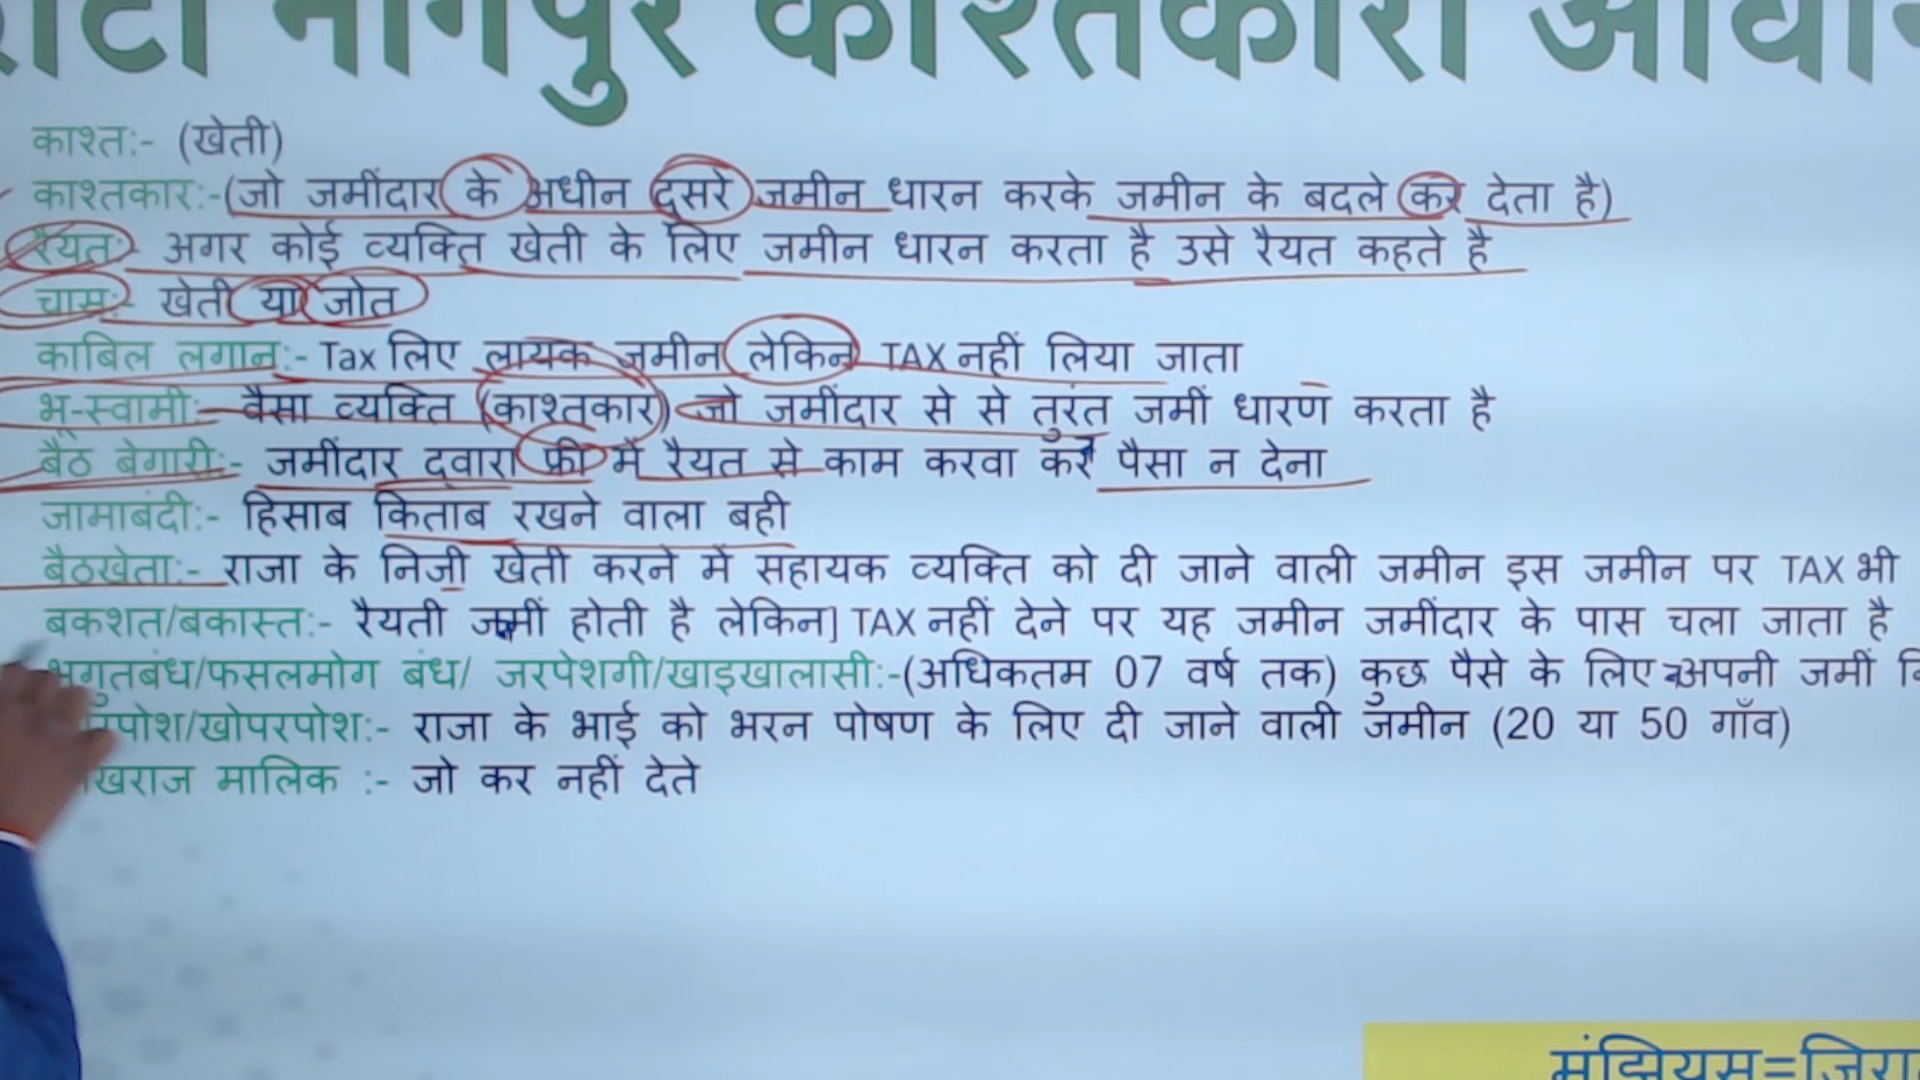 नागपुर काश्तकारी
काश्त:- (खेती)
काश्तकार:-(जो जमींदार के अधीन दूसरे जमीन धारन करके जमीन के बदले कर देता है)
रैयत:- अगर कोई व्यक्ति खेती के लिए जमीन धारन करता है उसे रैयत कहते है
चास:- खेती या जोत
काबिल लगान:- Tax लिए लायक जमीन लेकिन TAX नहीं लिया जाता
भ-स्वामी:- वैसा व्यक्ति (काश्तकार) जो जमींदार से से तुरंत जमीं धारण करता है
बैठ बेगारी:- जमींदार दवारा फ्री में रैयत से काम करवा कर पैसा न देना
जामाबंदी:- हिसाब किताब रखने वाला बही
बैठखेता:- राजा के निजी खेती करने में सहायक व्यक्ति को दी जाने वाली जमीन इस जमीन पर TAX भी
बकशत/बकास्त:- रैयती जमीं होती है लेकिन] TAX नहीं देने पर यह जमीन जमींदार के पास चला जाता है
भुगुतबंध/फसलमोग बंध/ जरपेशगी/खाइखालासी:-(अधिकतम 07 वर्ष तक) कुछ पैसे के लिए अपनी जमीं
पोश/खोपरपोश:- राजा के भाई को भरन पोषण के लिए दी जाने वाली जमीन (20 या 50 गाँव)
खराज मालिक :- जो कर नहीं देते